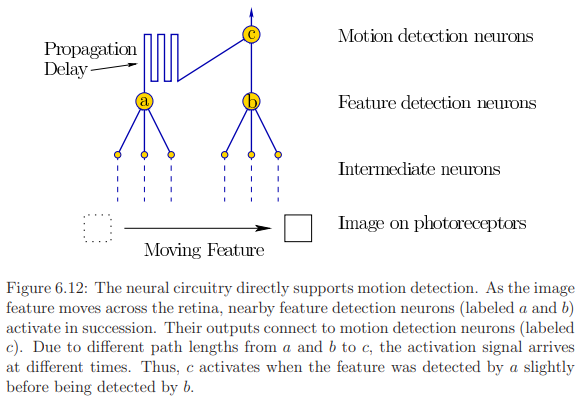 c
Motion detection neurons
Propagation
Delay
a
b
Feature detection neurons
Intermediate neurons
Image on photoreceptors
Moving Feature
Figure 6.12: The neural circuitry directly supports motion detection. As the image
feature moves across the retina, nearby feature detection neurons (labeled a and b)
activate in succession. Their outputs connect to motion detection neurons (labeled
c). Due to different path lengths from a and b to c, the activation signal arrives
at different times. Thus, c activates when the feature was detected by a slightly
before being detected by b.